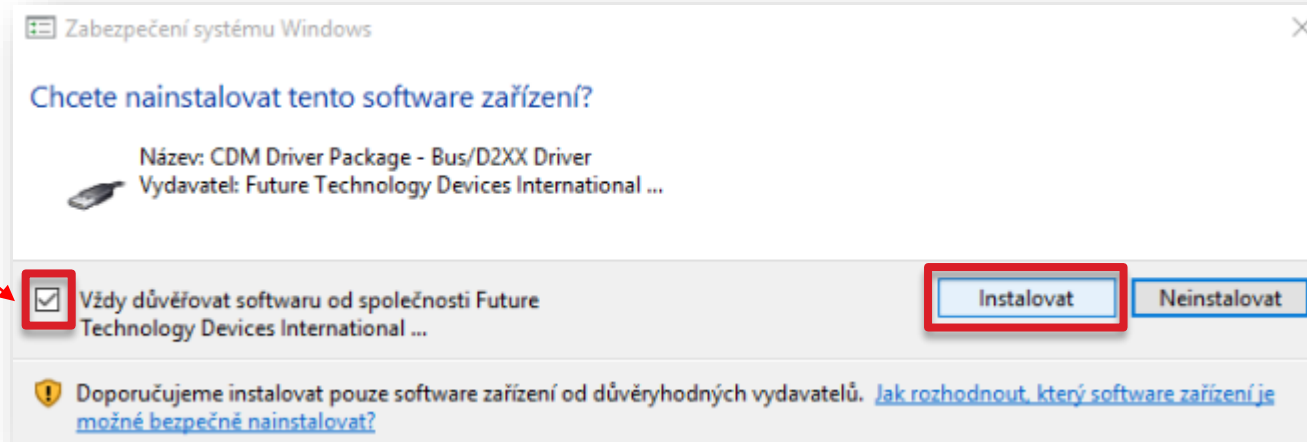 Zabezpečení systému Windows
Chcete nainstalovat tento software zařízení?
Název: CDM Driver Package - Bus/D2XX Driver
Vydavatel: Future Technology Devices International ...
Vždy důvěřovat softwaru od společnosti Future
Technology Devices International ...
Instalovat
Neinstalovat
Doporučujeme instalovat pouze software zařízení od důvěryhodných vydavatelů. Jak rozhodnout, který software zařízení je
možné bezpečně nainstalovat?